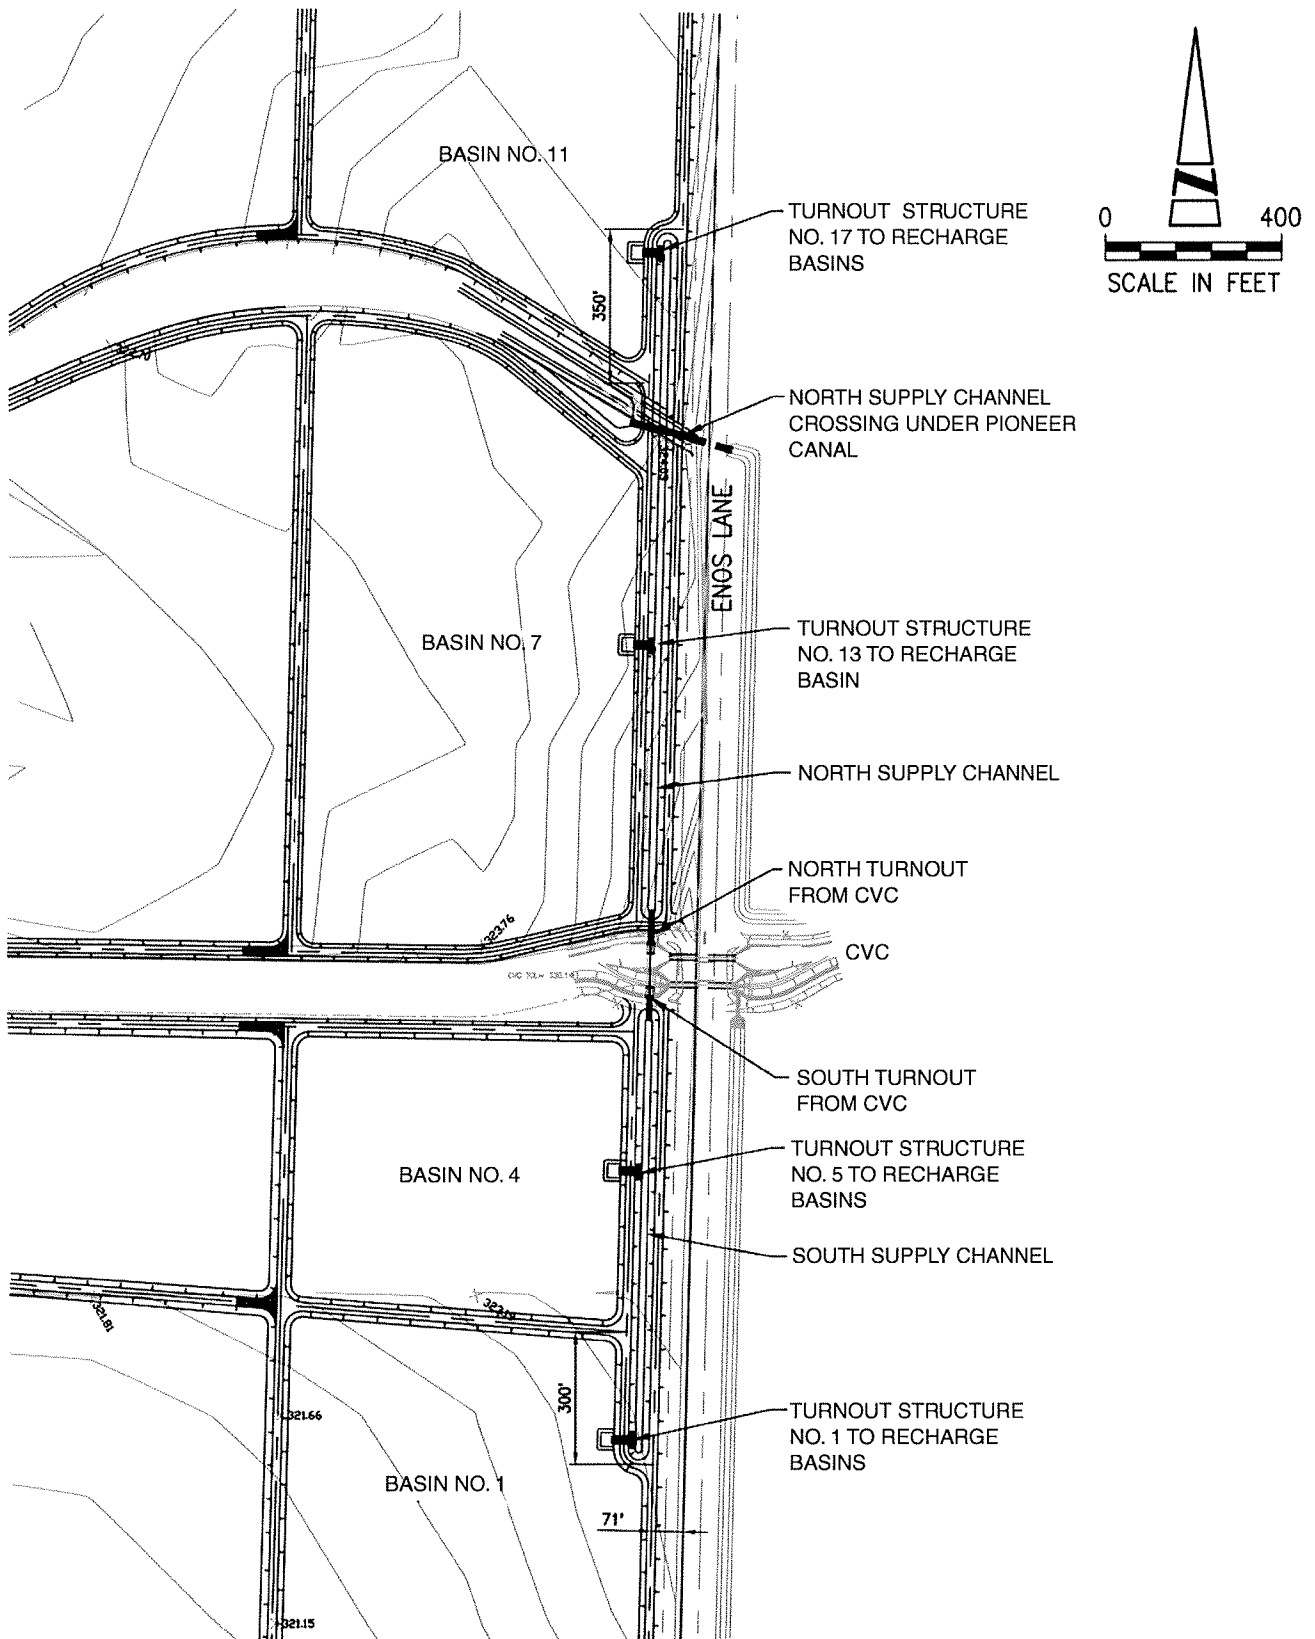 BASIN NO. 11
TURNOUT STRUCTURE
NO. 17 TO RECHARGE
BASINS
N
0 400
SCALE IN FEET
350'
NORTH SUPPLY CHANNEL
CROSSING UNDER PIONEER
CANAL
ENOS LANE
BASIN NO. 7
TURNOUT STRUCTURE
NO. 13 TO RECHARGE
BASIN
NORTH SUPPLY CHANNEL
NORTH TURNOUT
FROM CVC
323.76
CVC
SOUTH TURNOUT
FROM CVC
TURNOUT STRUCTURE
NO. 5 TO RECHARGE
BASINS
BASIN NO. 4
SOUTH SUPPLY CHANNEL
321.81
300'
321.66
TURNOUT STRUCTURE
NO. 1 TO RECHARGE
BASINS
BASIN NO. 1
71'
321.15